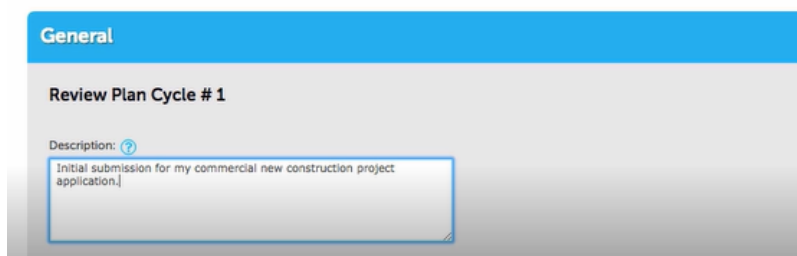 General
Review Plan Cycle # 1
Description: ?
Initial submission for my commercial new construction project
application.